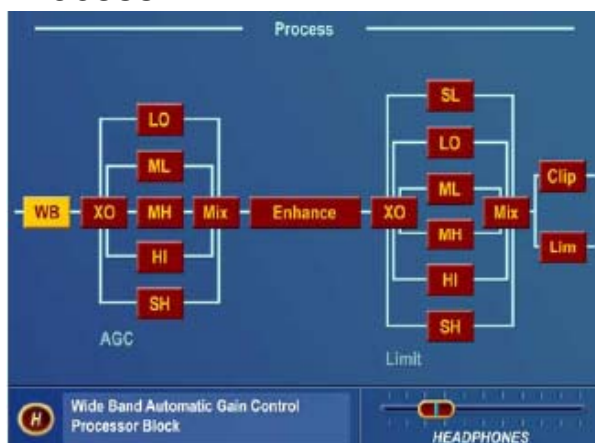 Process
LO
ML
WB XO MH Mix Enhance
HI
SH
AGC
SL
LO
ML
XO
MH
HI
SH
Mix
Clip
Lim
Limit
H
Wide Band Automatic Gain Control
Processor Block
HEADPHONES